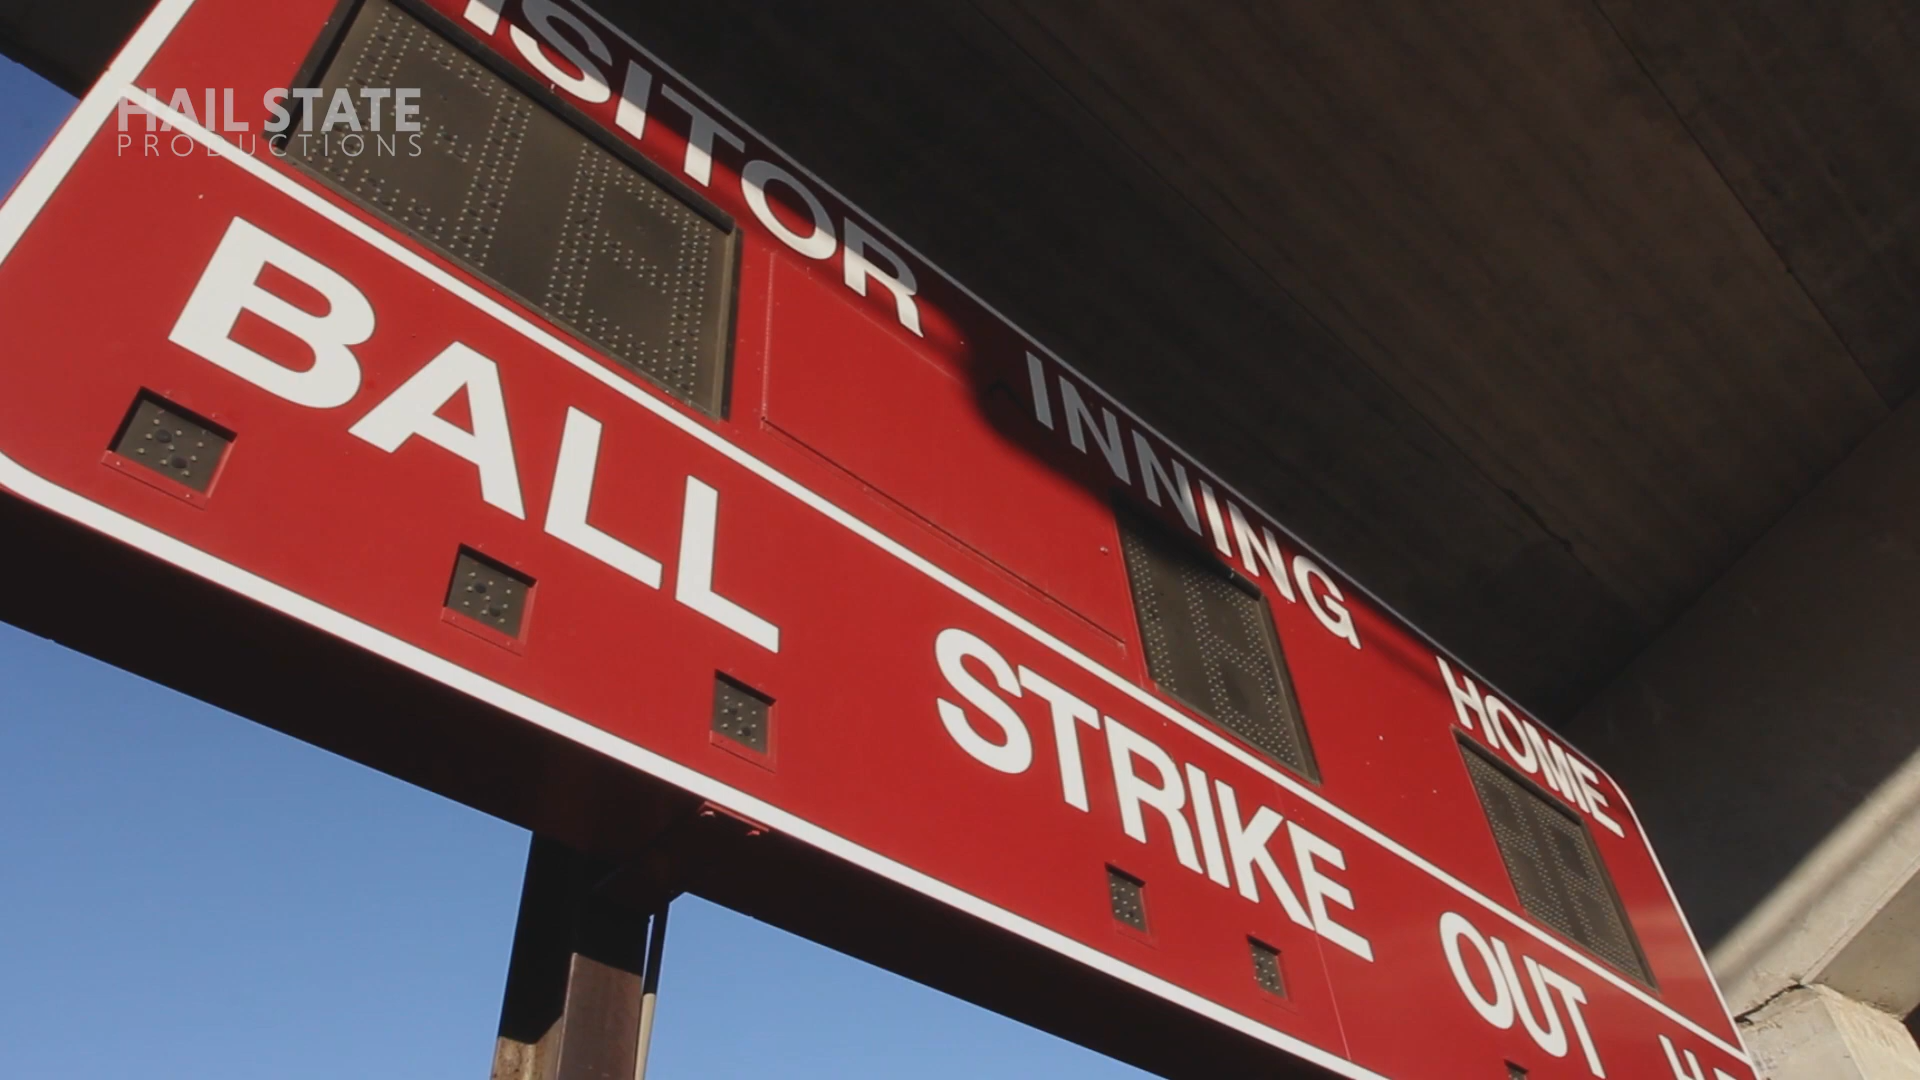 HAIL STATE
PRODUCTIONS
ISITOR INNING HOME
BALL STRIKE OUT